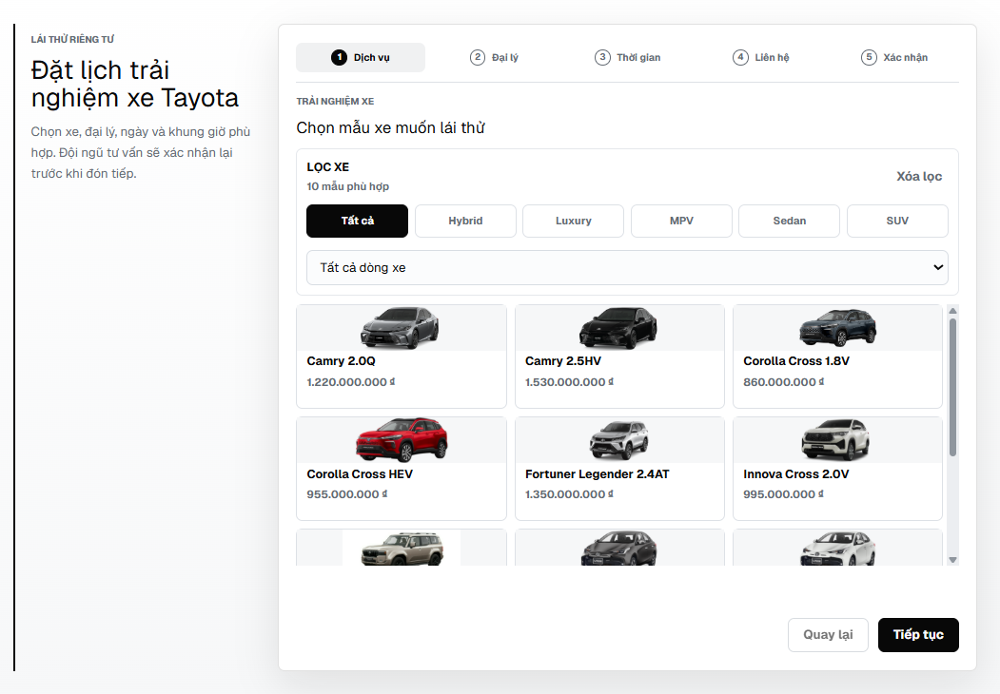 LÁI THỬ RIÊNG TƯ
Đặt lịch trải
nghiệm xe Tayota
Chọn xe, đại lý, ngày và khung giờ phù
hợp. Đội ngũ tư vấn sẽ xác nhận lại
trước khi đón tiếp.
1 Dịch vụ
2 Đại lý
3 Thời gian
4 Liên hệ
5 Xác nhận
TRẢI NGHIỆM XE
Chọn mẫu xe muốn lái thử
LỌC XE
10 mẫu phù hợp
Xóa lọc
Tất cả
Hybrid
Luxury
MPV
Sedan
SUV
Tất cả dòng xe
Camry 2.0Q
1.220.000.000 ₫
Camry 2.5HV
1.530.000.000 ₫
Corolla Cross 1.8V
860.000.000 ₫
Corolla Cross HEV
955.000.000 ₫
Fortuner Legender 2.4AT
1.350.000.000 ₫
Innova Cross 2.0V
995.000.000 ₫
Quay lại
Tiếp tục